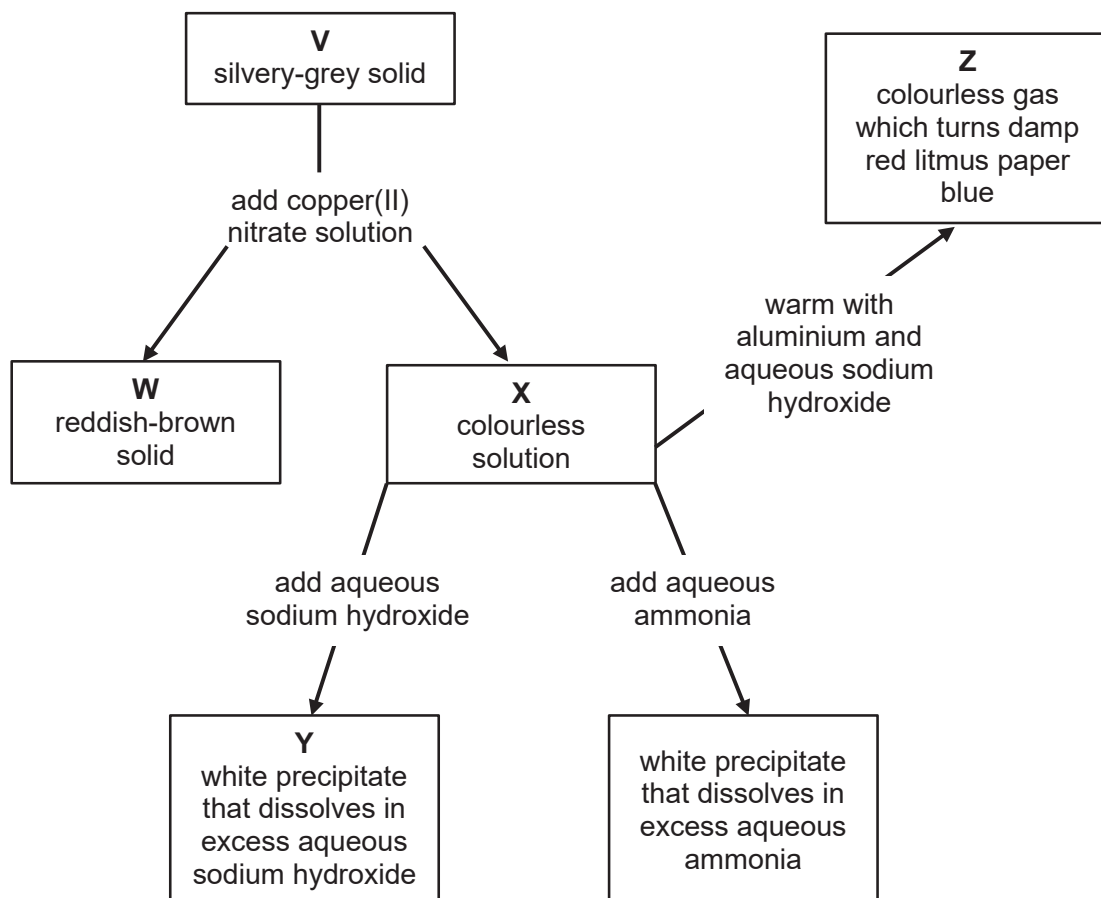 V
silvery-grey solid
Z
colourless gas
which turns damp
red litmus paper
blue
add copper(II)
nitrate solution
warm with
aluminium and
aqueous sodium
hydroxide
W
reddish-brown
solid
X
colourless
solution
add aqueous
sodium hydroxide
add aqueous
ammonia
Y
white precipitate
that dissolves in
excess aqueous
sodium hydroxide
white precipitate
that dissolves in
excess aqueous
ammonia